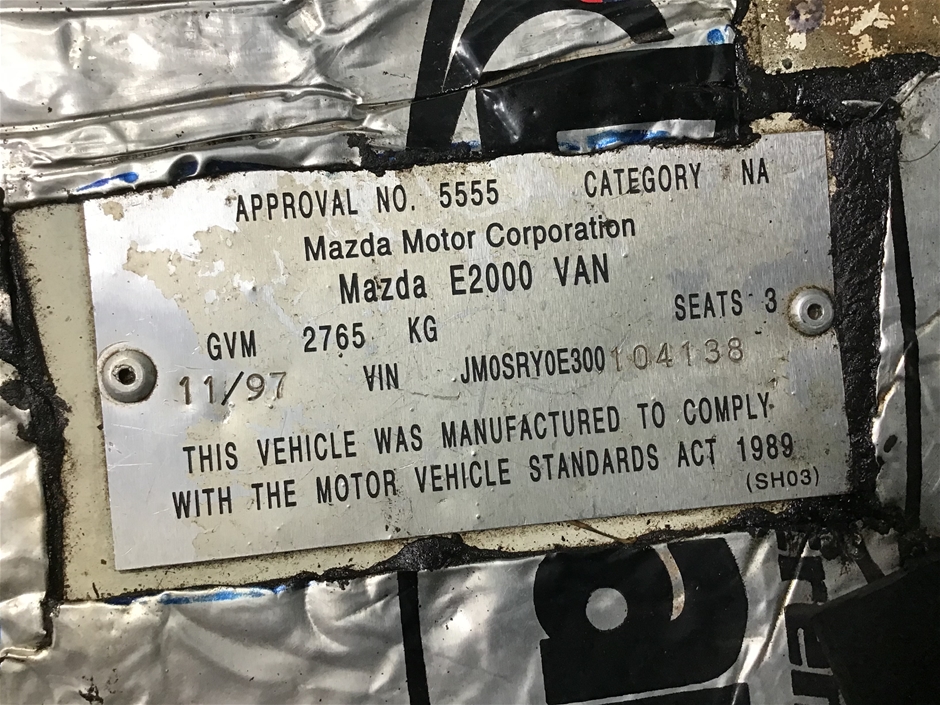 APPROVAL NO. 5555 CATEGORY NA
Mazda Motor Corporation
Mazda E2000 VAN
GVM 2765 KG SEATS 3
11/97 VIN JM0SRY0E300104138
THIS VEHICLE WAS MANUFACTURED TO COMPLY
WITH THE MOTOR VEHICLE STANDARDS ACT 1989
(SH03)